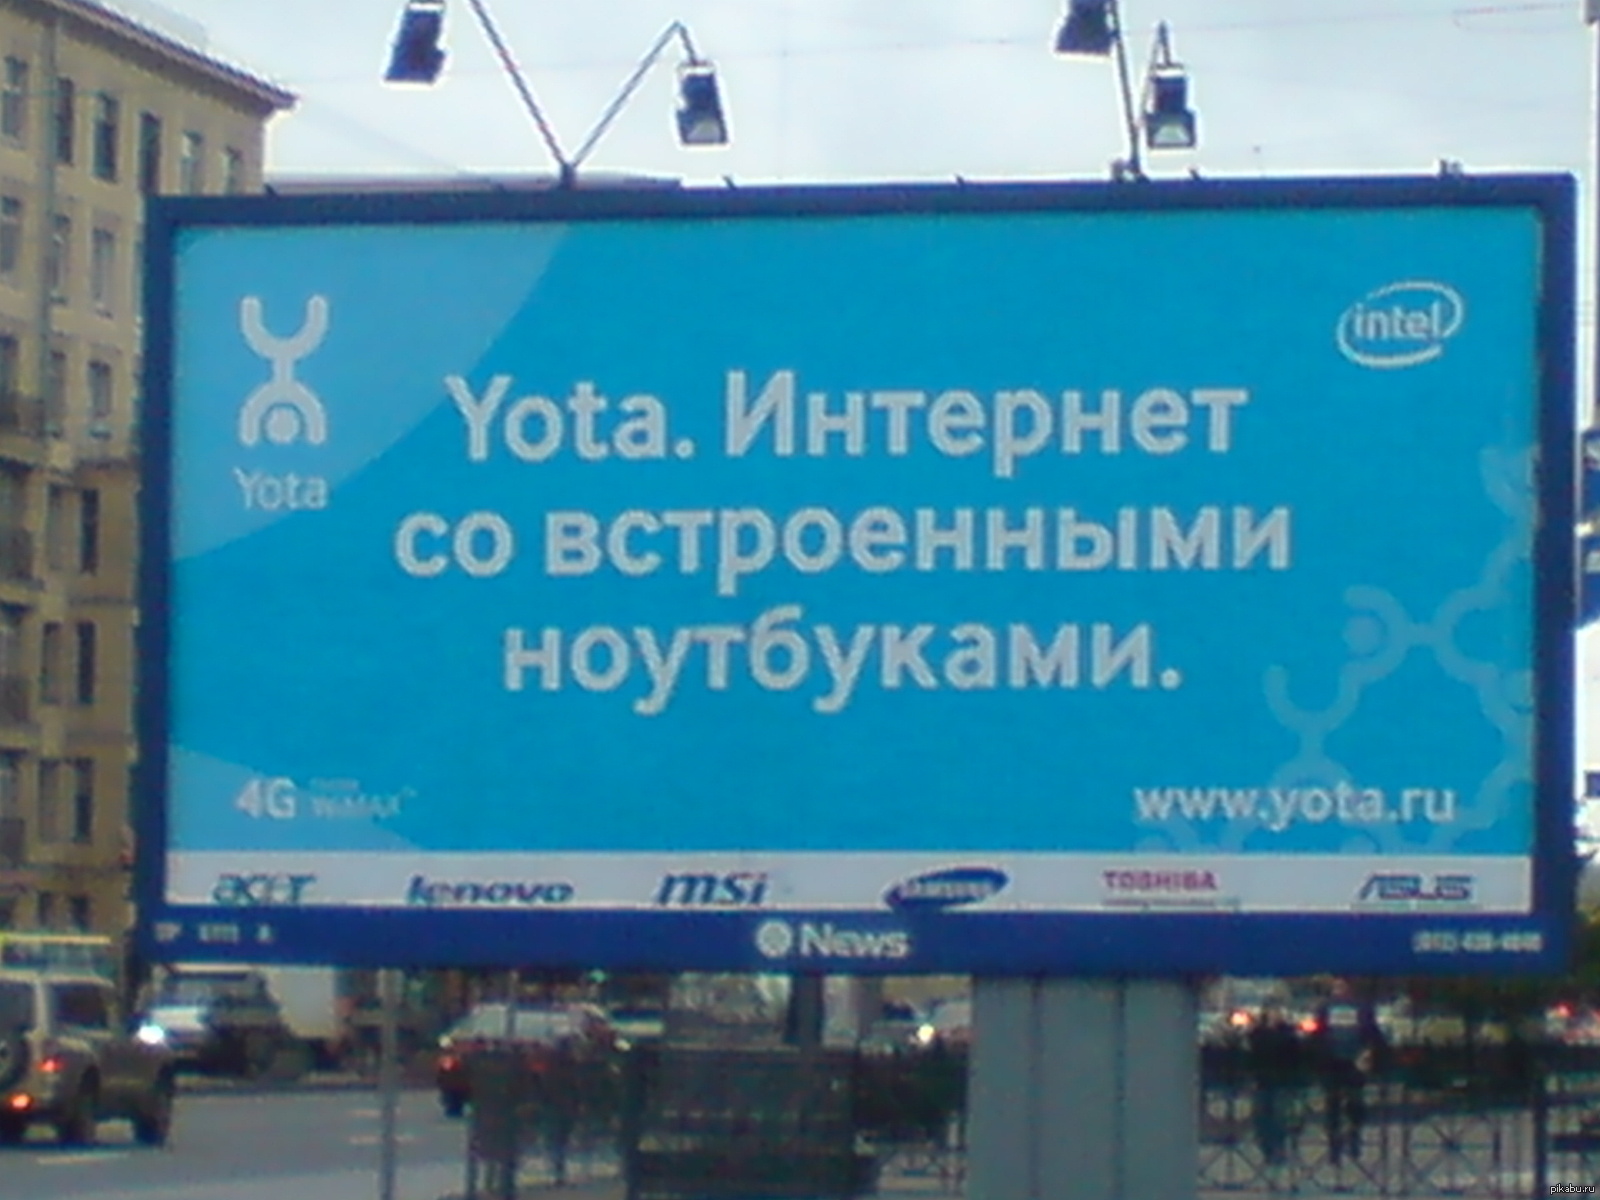 intel
Yota
Yota. Интернет
со встроенными
ноутбуками.
4G WiMAX
www.yota.ru
acer lenovo msi SAMSUNG TOSHIBA ASUS
News
pikabu.ru